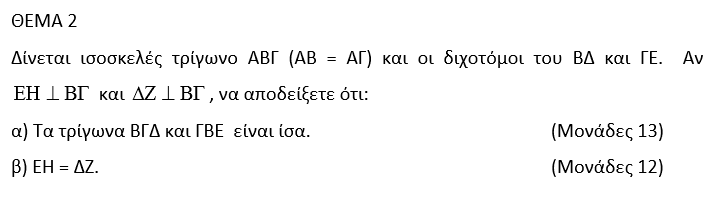 ΘΕΜΑ 2
Δίνεται ισοσκελές τρίγωνο ΑΒΓ (ΑΒ = ΑΓ) και οι διχοτόμοι του ΒΔ και ΓΕ. Αν
ΕΗ ⊥ ΒΓ και ΔΖ ⊥ ΒΓ , να αποδείξετε ότι:
α) Τα τρίγωνα ΒΓΔ και ΓΒΕ είναι ίσα. (Μονάδες 13)
β) ΕΗ = ΔΖ. (Μονάδες 12)